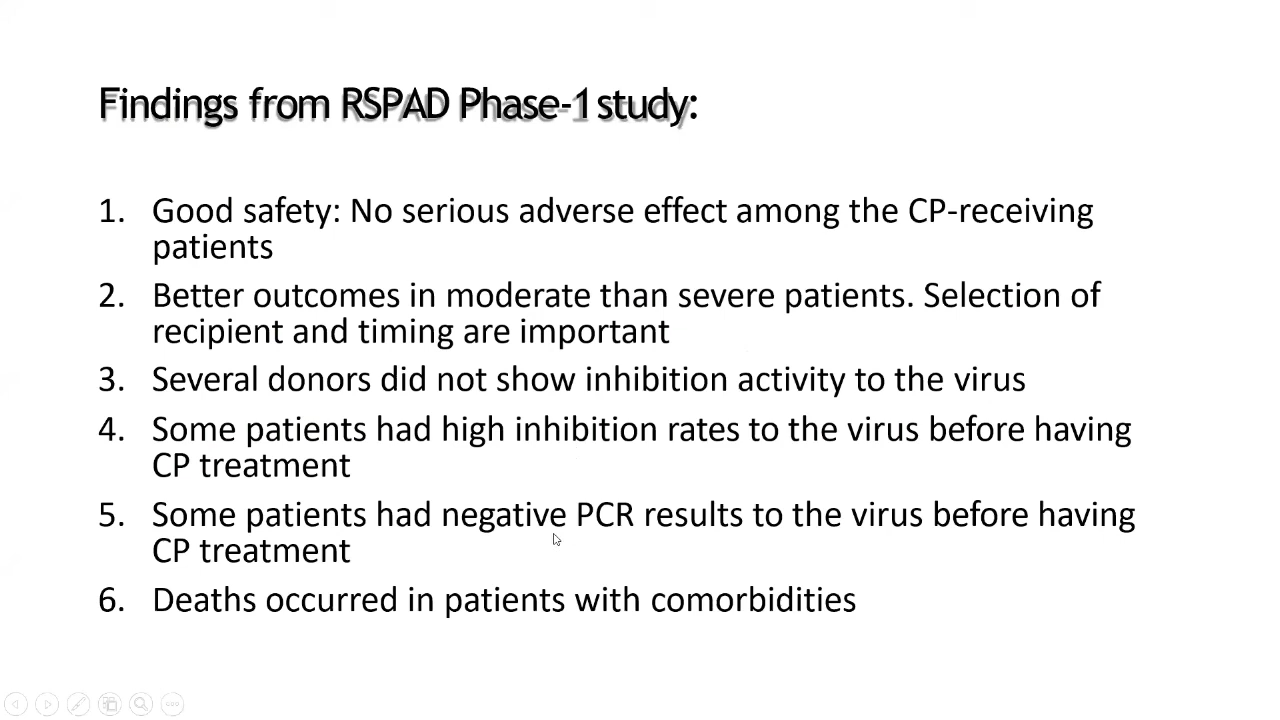 Findings from RSPAD Phase-1 study:
1. Good safety: No serious adverse effect among the CP-receiving
patients
2. Better outcomes in moderate than severe patients. Selection of
recipient and timing are important
3. Several donors did not show inhibition activity to the virus
4. Some patients had high inhibition rates to the virus before having
CP treatment
5. Some patients had negative PCR results to the virus before having
CP treatment
6. Deaths occurred in patients with comorbidities